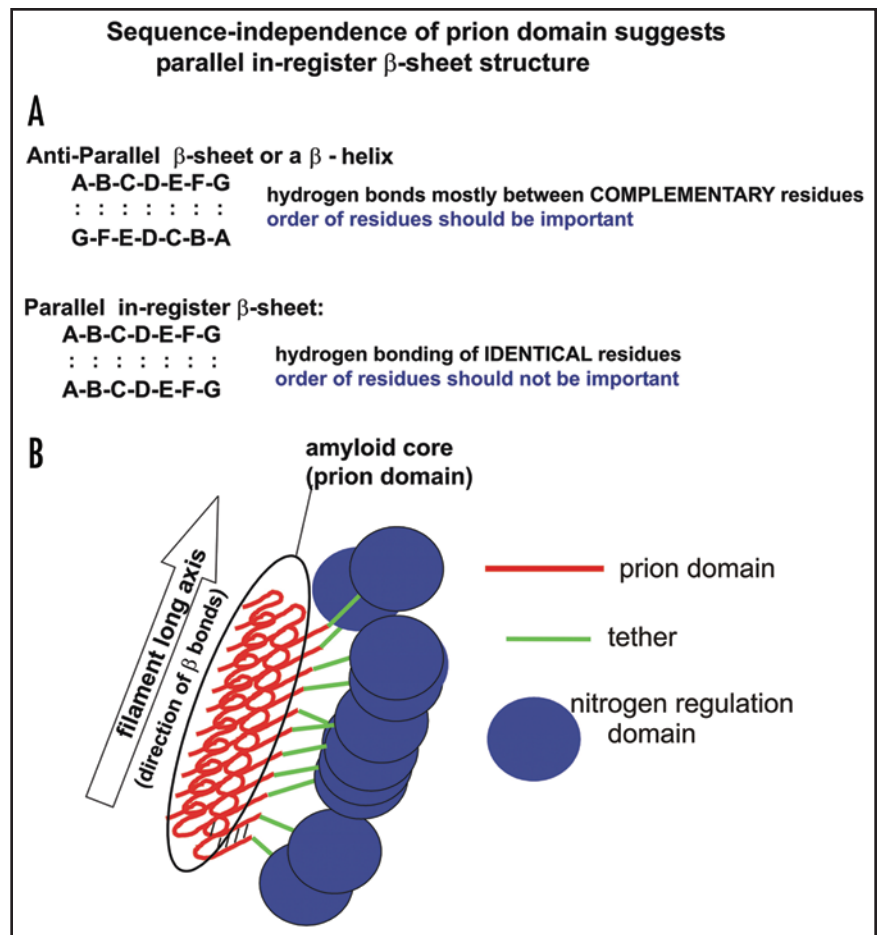 Sequence-independence of prion domain suggests
parallel in-register β-sheet structure
A
Anti-Parallel β-sheet or a β - helix
A-B-C-D-E-F-G
: : : : : : :
G-F-E-D-C-B-A
hydrogen bonds mostly between COMPLEMENTARY residues
order of residues should be important
Parallel in-register β-sheet:
A-B-C-D-E-F-G
: : : : : : :
A-B-C-D-E-F-G
hydrogen bonding of IDENTICAL residues
order of residues should not be important
B
amyloid core
(prion domain)
filament long axis
(direction of β bonds)
prion domain
tether
nitrogen regulation
domain